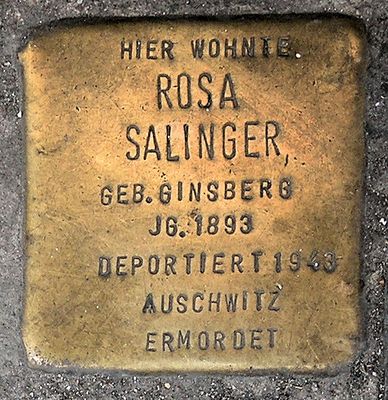 HIER WOHNTE
ROSA
SALINGER
GEB. GINSBERG
JG. 1893
DEPORTIERT 1943
AUSCHWITZ
ERMORDET